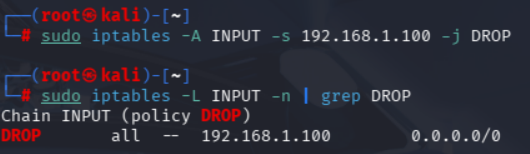 ┌──(root㉿kali)-[~]
└─# sudo iptables -A INPUT -s 192.168.1.100 -j DROP
┌──(root㉿kali)-[~]
└─# sudo iptables -L INPUT -n | grep DROP
Chain INPUT (policy DROP)
DROP       all  --  192.168.1.100        0.0.0.0/0